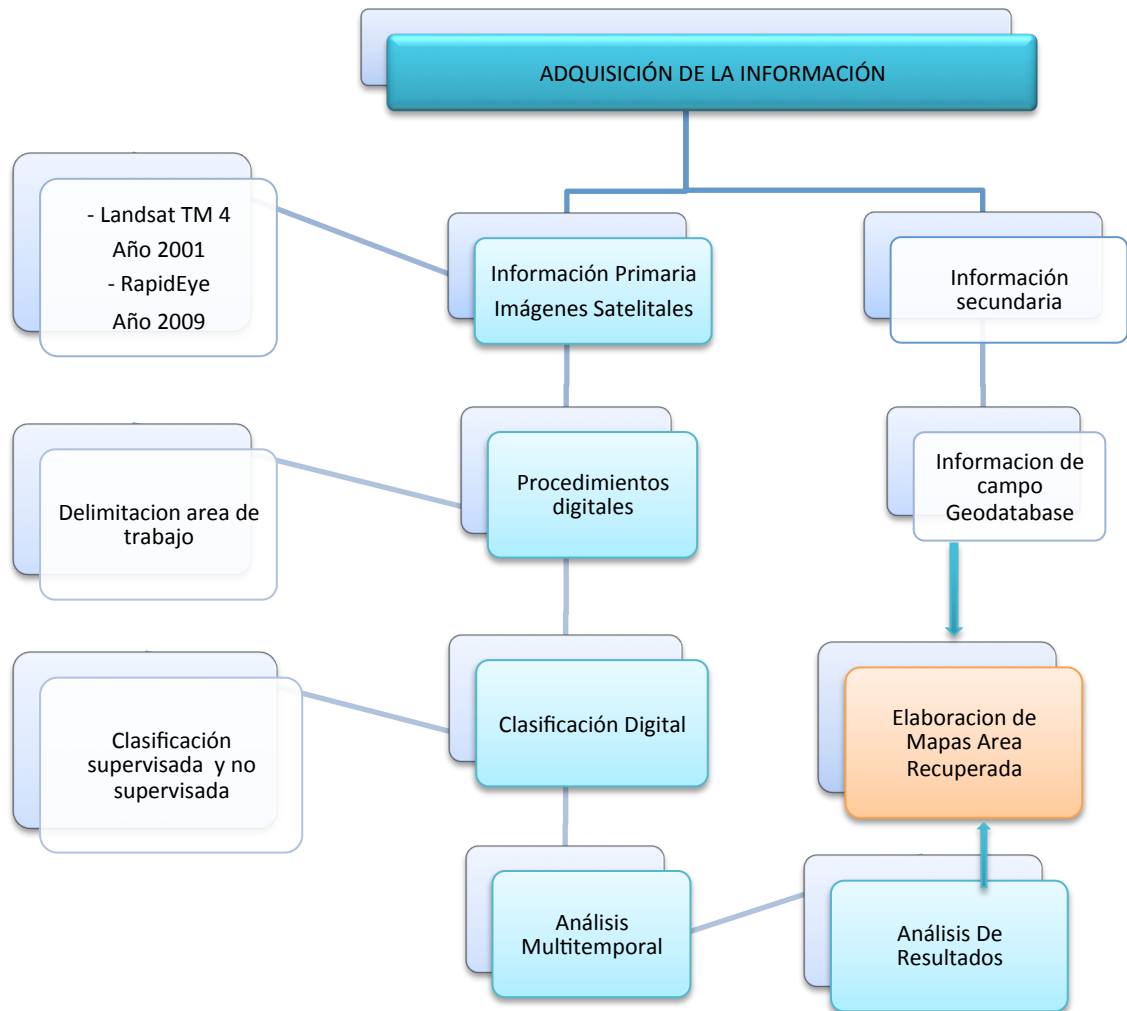 ADQUISICIÓN DE LA INFORMACIÓN
- Landsat TM 4
Año 2001
- RapidEye
Año 2009
Información Primaria
Imágenes Satelitales
Información
secundaria
Delimitacion area de
trabajo
Procedimientos
digitales
Informacion de
campo
Geodatabase
Clasificación
supervisada y no
supervisada
Clasificación Digital
Elaboracion de
Mapas Area
Recuperada
Análisis
Multitemporal
Análisis De
Resultados